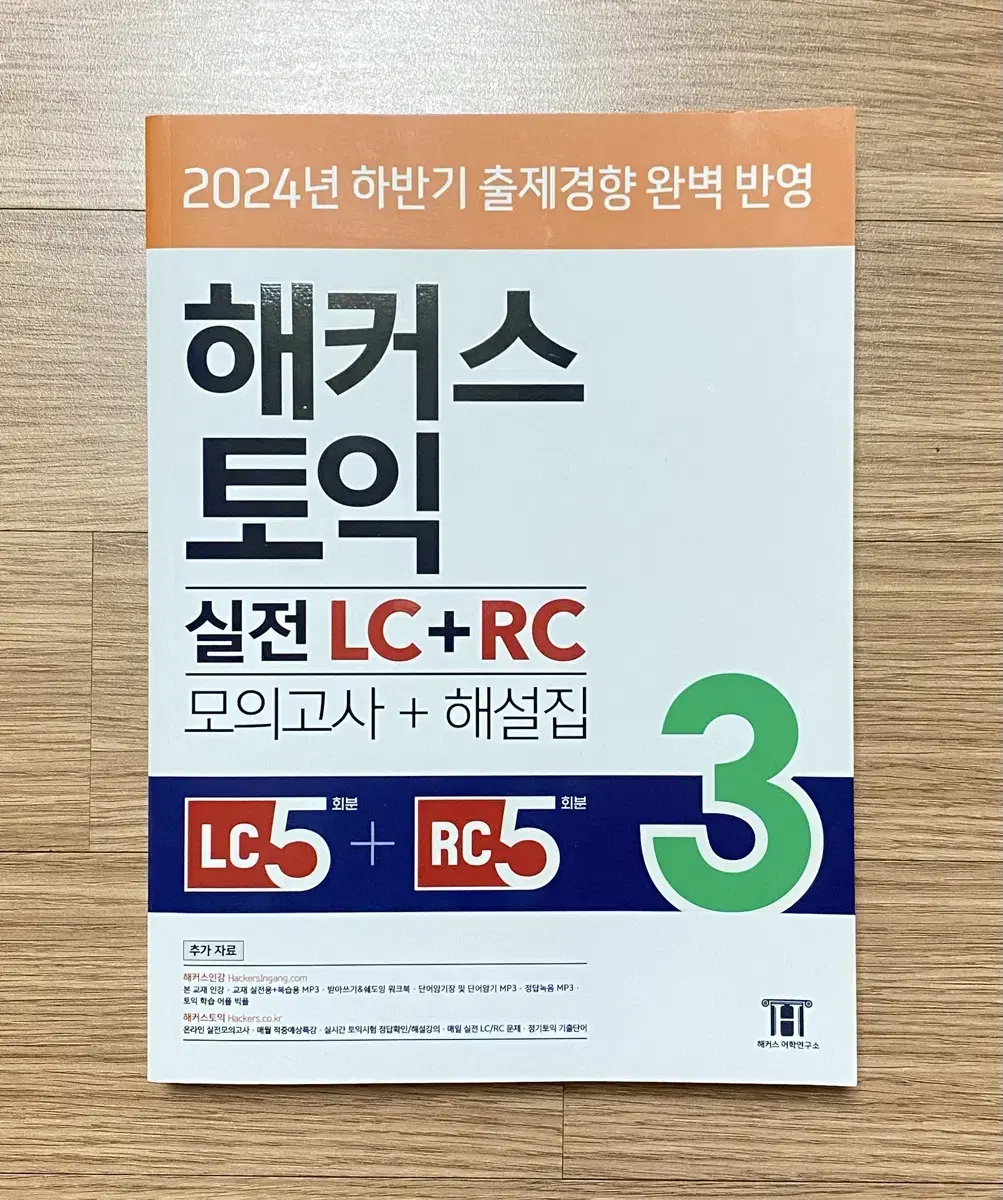 2024년 하반기 출제경향 완벽 반영
해커스
토익
실전 LC+RC
모의고사 + 해설집
3
LC5회분 + RC5회분
추가 자료
해커스인강 HackersIngang.com
본 교재 인강 · 교재 실전용+복습용 MP3 · 받아쓰기&쉐도잉 워크북 · 단어암기장 및 단어암기 MP3 · 정답녹음 MP3 ·
토익 학습 어플 빅플
해커스토익 Hackers.co.kr
온라인 실전모의고사 · 매월 적중예상특강 · 실시간 토익시험 정답확인/해설강의 · 매일 실전 LC/RC 문제 · 정기토익 기출단어
해커스 어학연구소